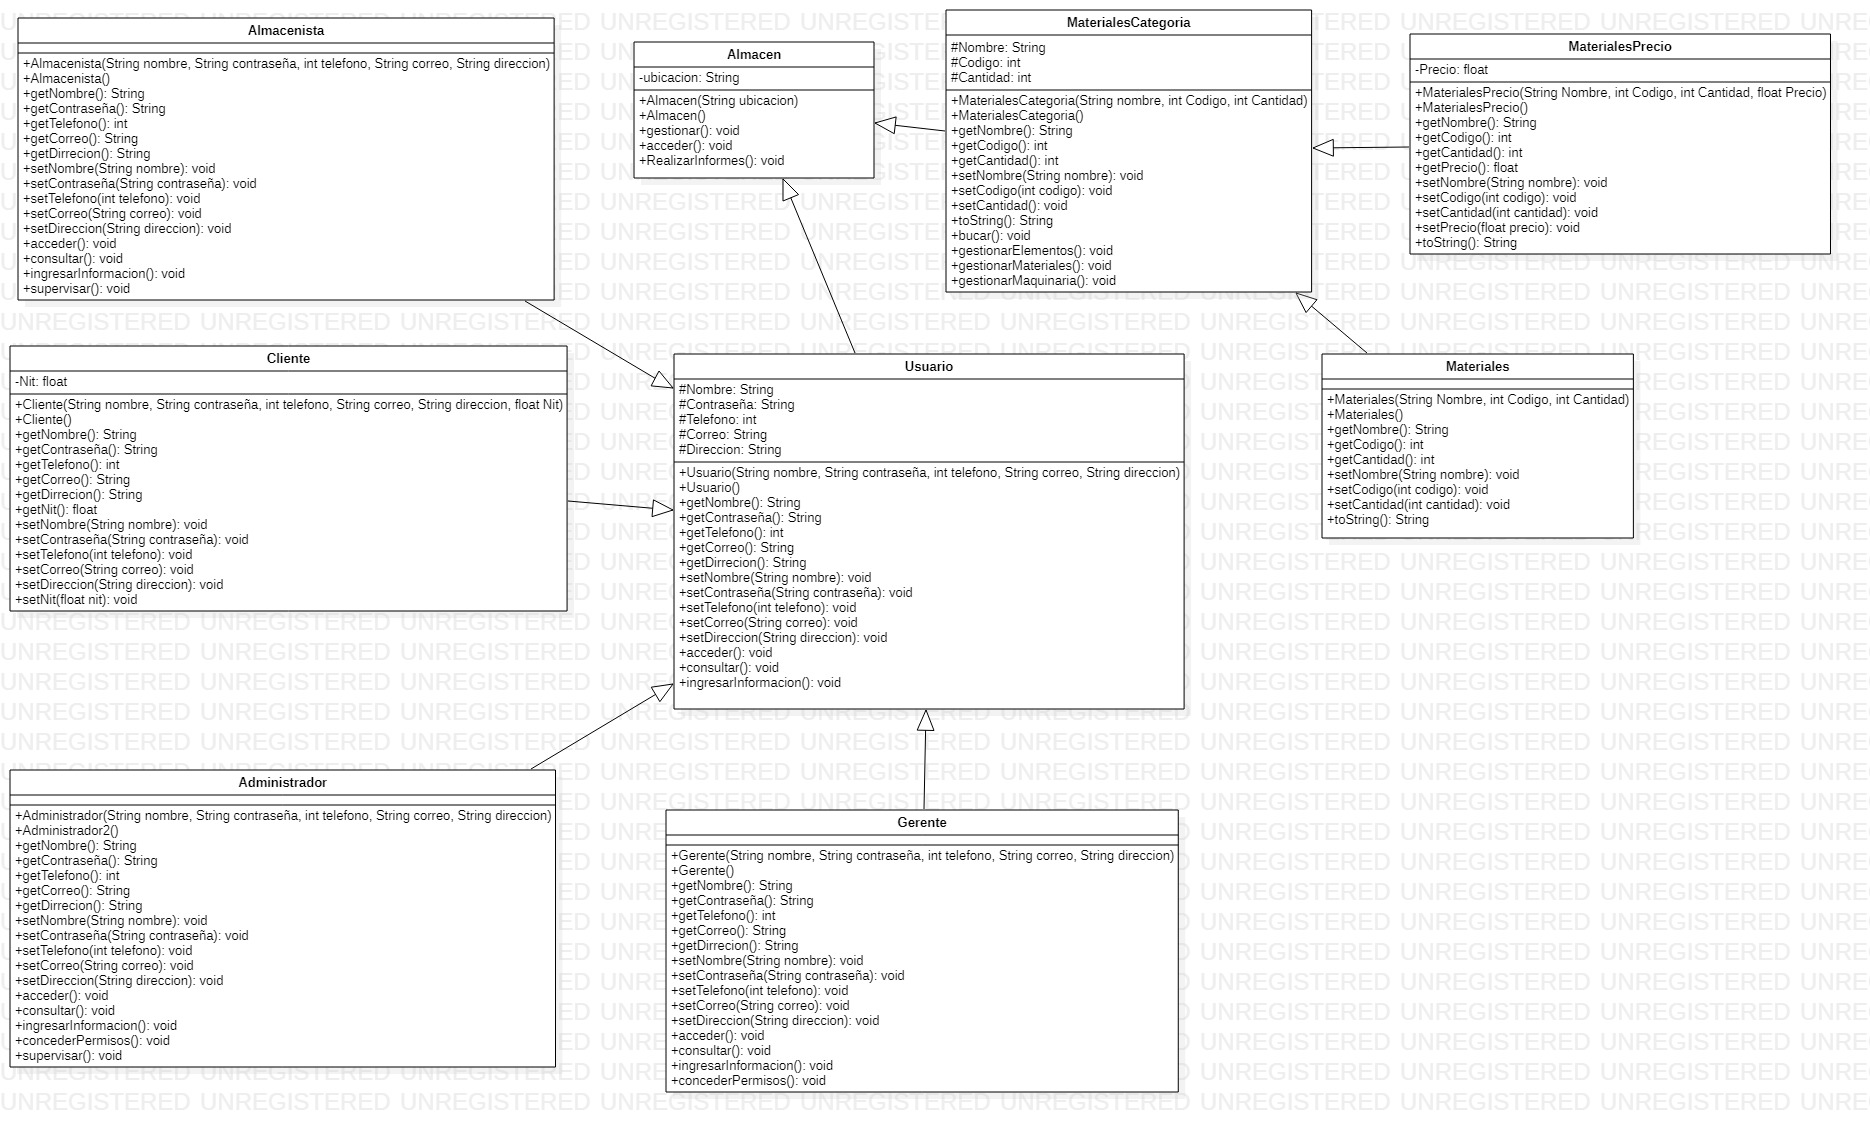 Almacenista
+Almacenista(String nombre, String contraseña, int telefono, String correo, String direccion)
+Almacenista()
+getNombre(): String
+getContraseña(): String
+getTelefono(): int
+getCorreo(): String
+getDirrecion(): String
+setNombre(String nombre): void
+setContraseña(String contraseña): void
+setTelefono(int telefono): void
+setCorreo(String correo): void
+setDireccion(String direccion): void
+acceder(): void
+consultar(): void
+ingresarInformacion(): void
+supervisar(): void
Almacen
-ubicacion: String
+Almacen(String ubicacion)
+Almacen()
+gestionar(): void
+acceder(): void
+RealizarInformes(): void
MaterialesCategoria
#Nombre: String
#Codigo: int
#Cantidad: int
+MaterialesCategoria(String nombre, int Codigo, int Cantidad)
+MaterialesCategoria()
+getNombre(): String
+getCodigo(): int
+getCantidad(): int
+setNombre(String nombre): void
+setCodigo(int codigo): void
+setCantidad(): void
+toString(): String
+bucar(): void
+gestionarElementos(): void
+gestionarMateriales(): void
+gestionarMaquinaria(): void
MaterialesPrecio
-Precio: float
+MaterialesPrecio(String Nombre, int Codigo, int Cantidad, float Precio)
+MaterialesPrecio()
+getNombre(): String
+getCodigo(): int
+getCantidad(): int
+getPrecio(): float
+setNombre(String nombre): void
+setCodigo(int codigo): void
+setCantidad(int cantidad): void
+setPrecio(float precio): void
+toString(): String
Cliente
-Nit: float
+Cliente(String nombre, String contraseña, int telefono, String correo, String direccion, float Nit)
+Cliente()
+getNombre(): String
+getContraseña(): String
+getTelefono(): int
+getCorreo(): String
+getDirrecion(): String
+getNit(): float
+setNombre(String nombre): void
+setContraseña(String contraseña): void
+setTelefono(int telefono): void
+setCorreo(String correo): void
+setDireccion(String direccion): void
+setNit(float nit): void
Usuario
#Nombre: String
#Contraseña: String
#Telefono: int
#Correo: String
#Direccion: String
+Usuario(String nombre, String contraseña, int telefono, String correo, String direccion)
+Usuario()
+getNombre(): String
+getContraseña(): String
+getTelefono(): int
+getCorreo(): String
+getDirrecion(): String
+setNombre(String nombre): void
+setContraseña(String contraseña): void
+setTelefono(int telefono): void
+setCorreo(String correo): void
+setDireccion(String direccion): void
+acceder(): void
+consultar(): void
+ingresarInformacion(): void
Materiales
+Materiales(String Nombre, int Codigo, int Cantidad)
+Materiales()
+getNombre(): String
+getCodigo(): int
+getCantidad(): int
+setNombre(String nombre): void
+setCodigo(int codigo): void
+setCantidad(int cantidad): void
+toString(): String
Administrador
+Administrador(String nombre, String contraseña, int telefono, String correo, String direccion)
+Administrador2()
+getNombre(): String
+getContraseña(): String
+getTelefono(): int
+getCorreo(): String
+getDirrecion(): String
+setNombre(String nombre): void
+setContraseña(String contraseña): void
+setTelefono(int telefono): void
+setCorreo(String correo): void
+setDireccion(String direccion): void
+acceder(): void
+consultar(): void
+ingresarInformacion(): void
+concederPermisos(): void
+supervisar(): void
Gerente
+Gerente(String nombre, String contraseña, int telefono, String correo, String direccion)
+Gerente()
+getNombre(): String
+getContraseña(): String
+getTelefono(): int
+getCorreo(): String
+getDirrecion(): String
+setNombre(String nombre): void
+setContraseña(String contraseña): void
+setTelefono(int telefono): void
+setCorreo(String correo): void
+setDireccion(String direccion): void
+acceder(): void
+consultar(): void
+ingresarInformacion(): void
+concederPermisos(): void
UNREGISTERED